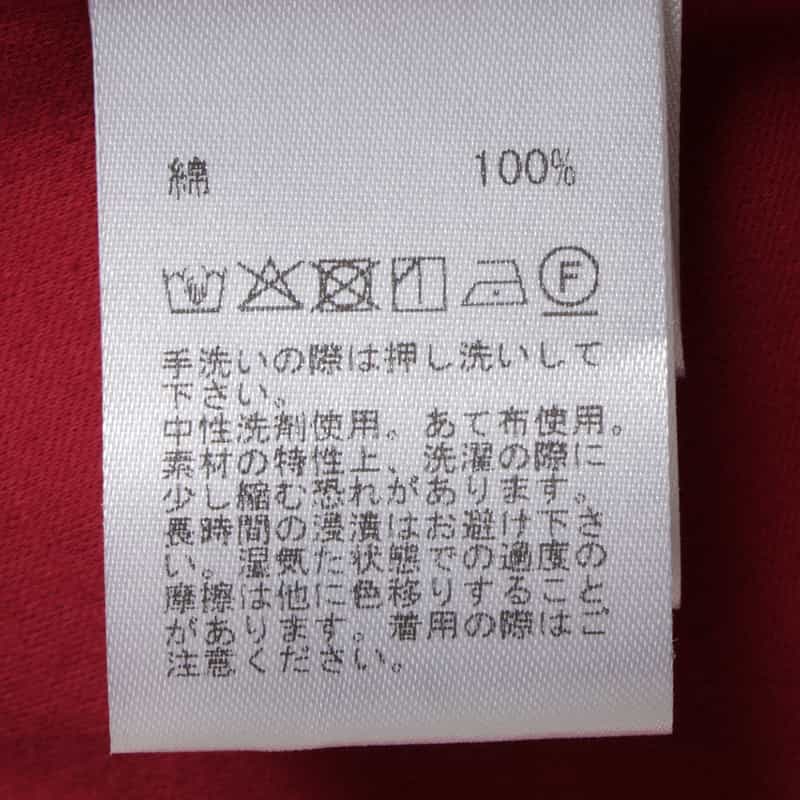 綿 100%
F
手洗いの際は押し洗いして
下さい。
中性洗剤使用。あて布使用。
素材の特性上、洗濯の際に
少し縮む恐れがあります。
長時間の浸漬はお避け下さ
い。湿気た状態での過度の
摩擦は他に色移りすること
があります。着用の際はご
注意ください。